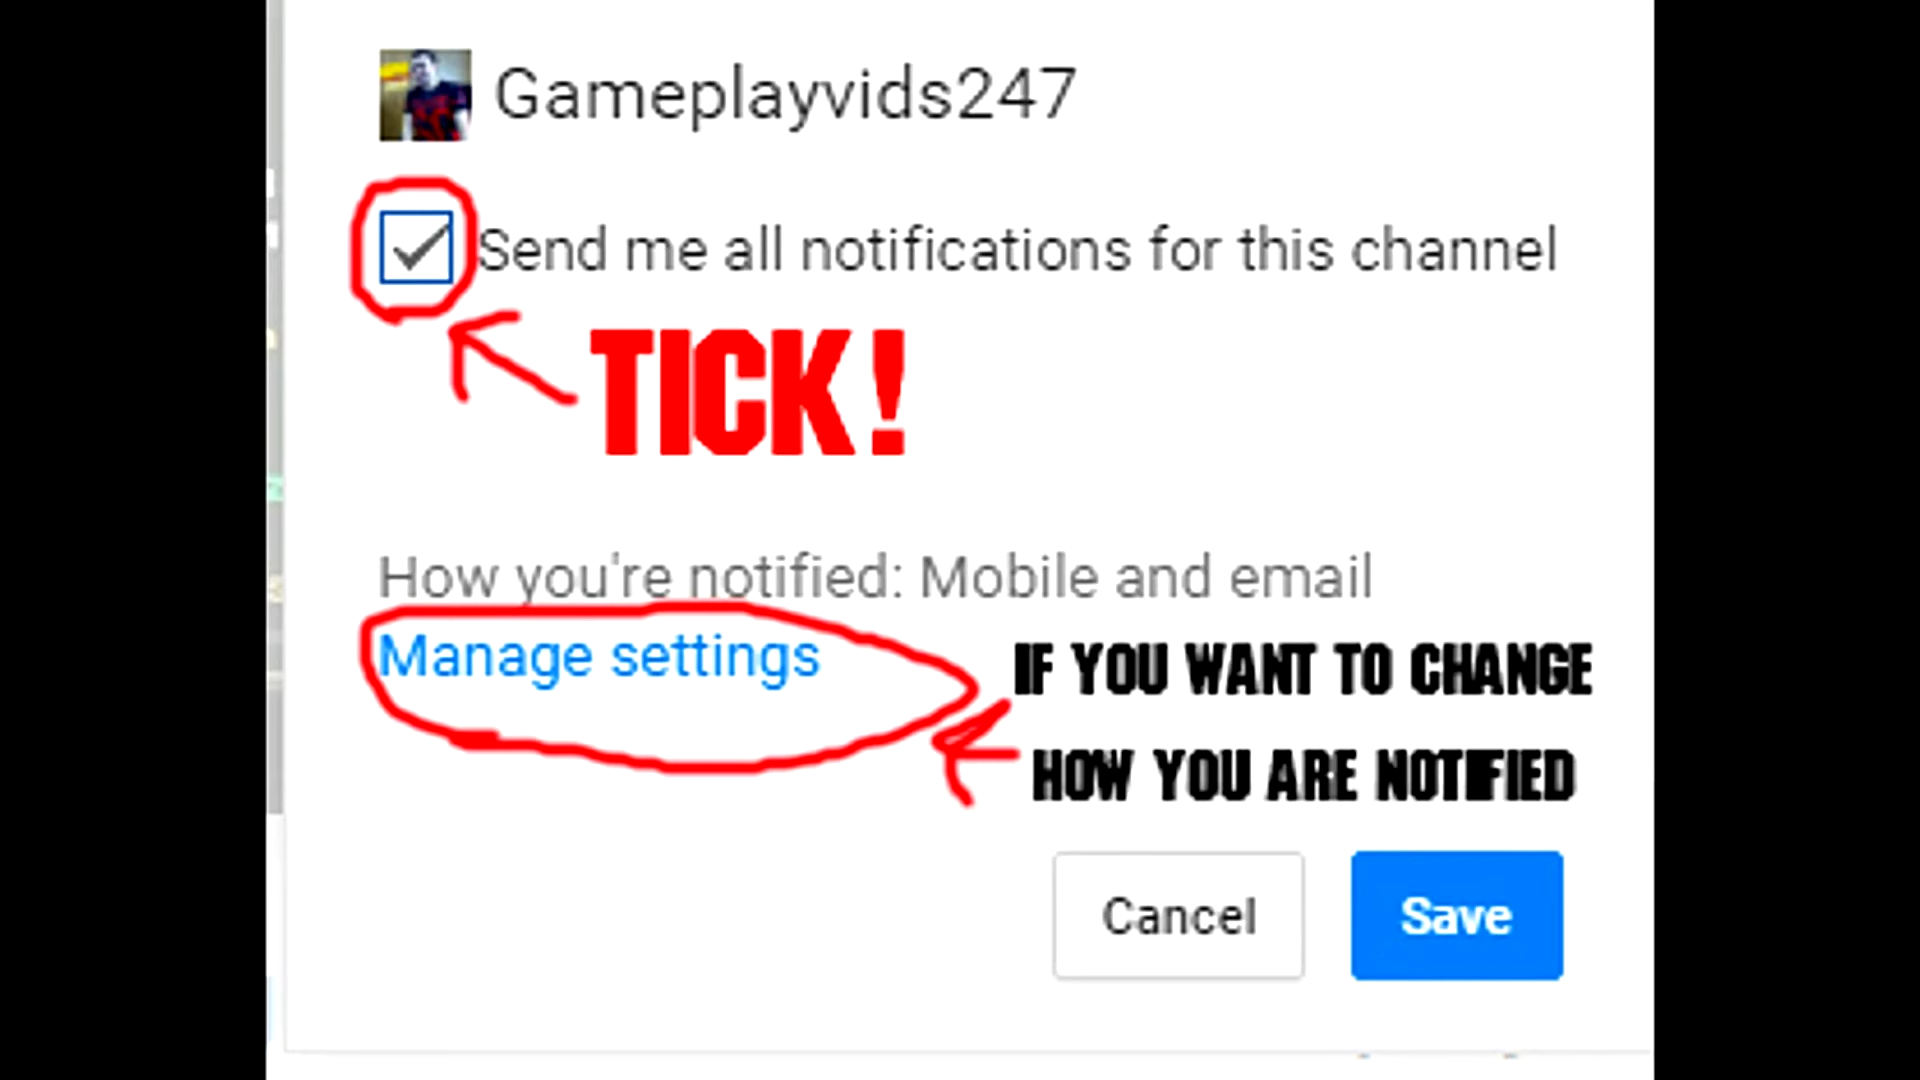 Gameplayvids247
Send me all notifications for this channel
TICK!
How you're notified: Mobile and email
Manage settings
IF YOU WANT TO CHANGE
HOW YOU ARE NOTIFIED
Cancel
Save